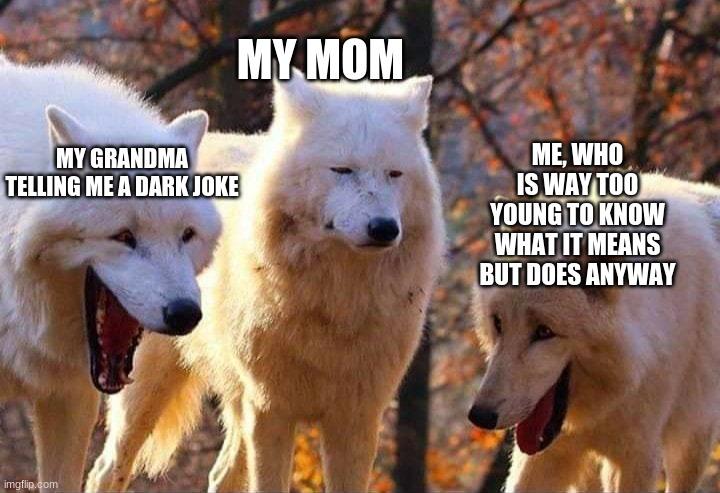 MY MOM
MY GRANDMA
TELLING ME A DARK JOKE
ME, WHO
IS WAY TOO
YOUNG TO KNOW
WHAT IT MEANS
BUT DOES ANYWAY
imgflip.com